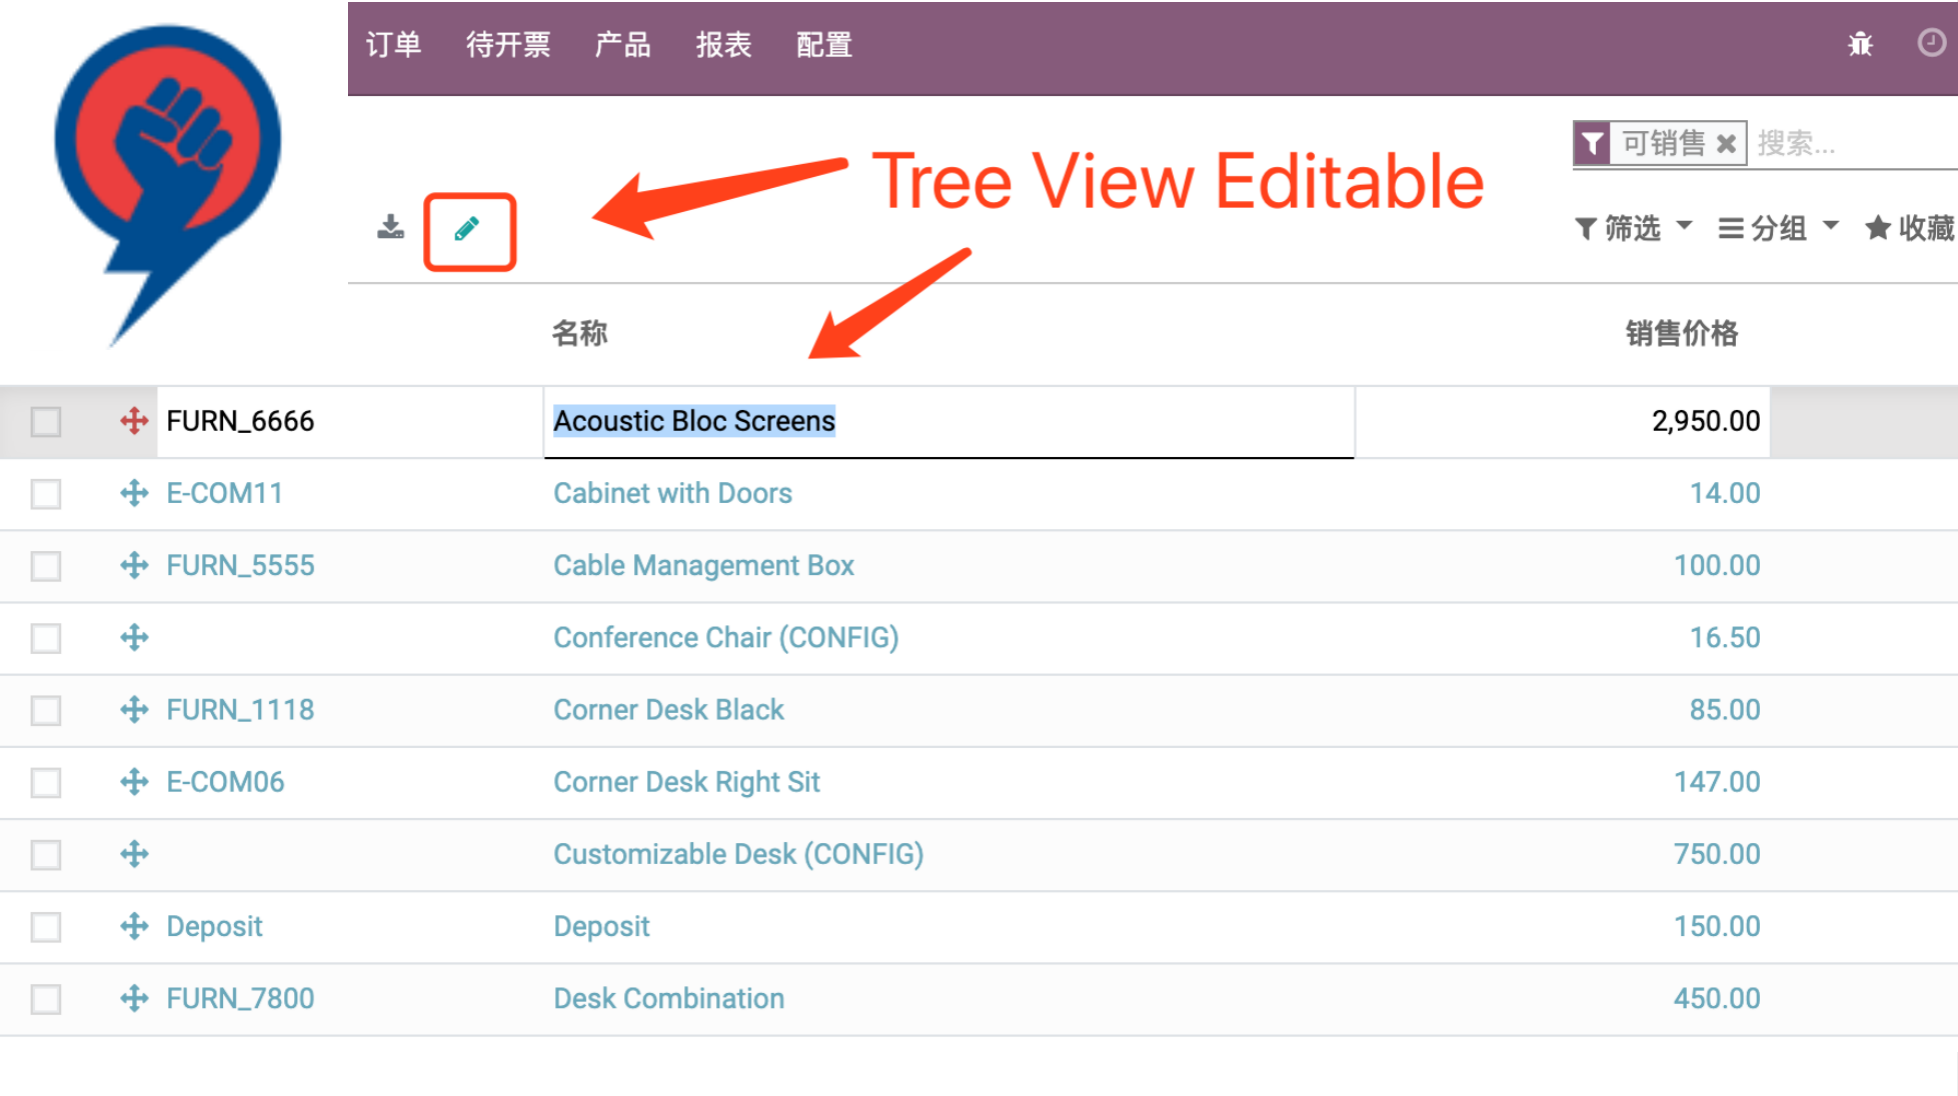 订单 待开票 产品 报表 配置
可销售 搜索...
Tree View Editable
筛选 分组 收藏
名称 销售价格
FURN_6666 Acoustic Bloc Screens 2,950.00
E-COM11 Cabinet with Doors 14.00
FURN_5555 Cable Management Box 100.00
Conference Chair (CONFIG) 16.50
FURN_1118 Corner Desk Black 85.00
E-COM06 Corner Desk Right Sit 147.00
Customizable Desk (CONFIG) 750.00
Deposit Deposit 150.00
FURN_7800 Desk Combination 450.00